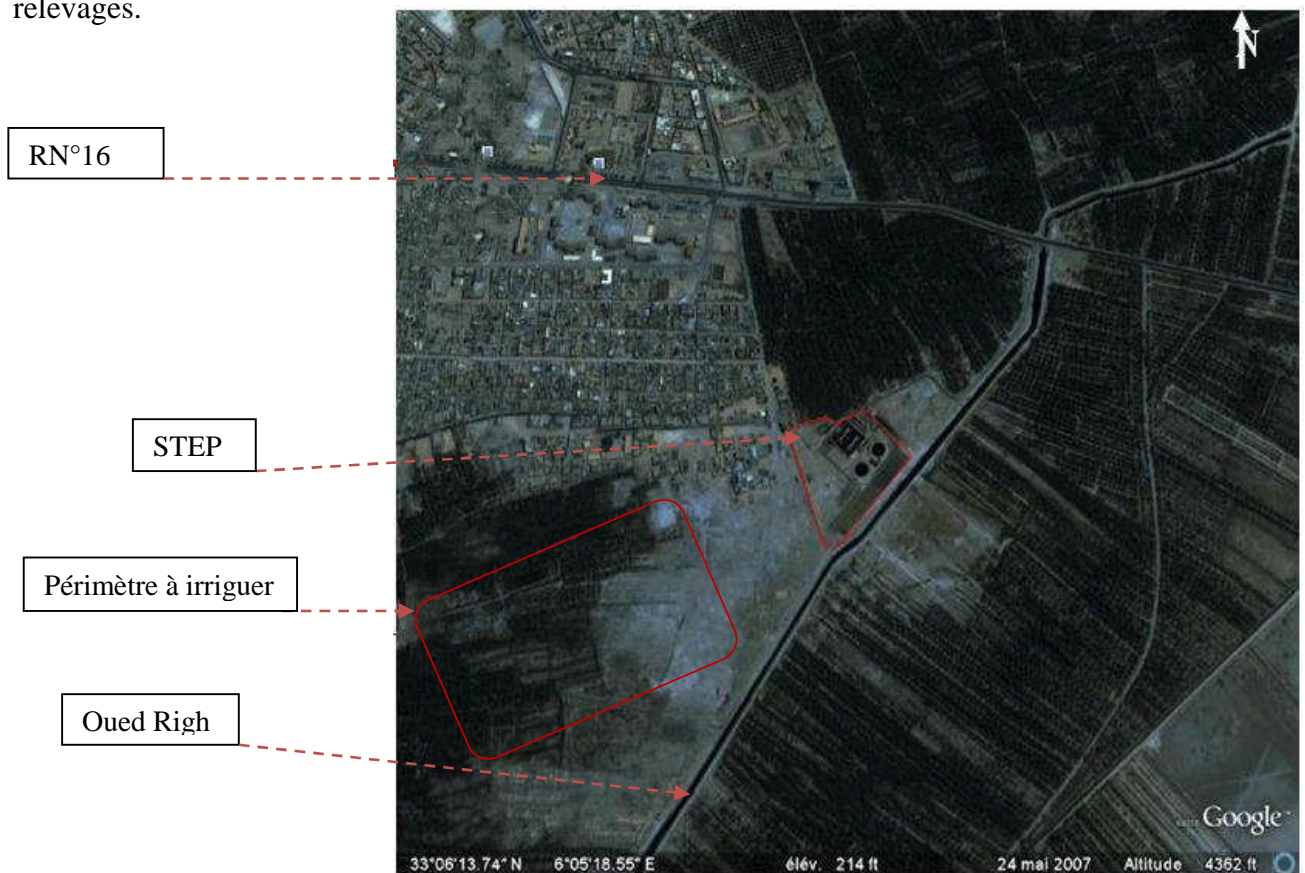 relevages.
N
RN°16
STEP
Périmètre à irriguer
Oued Righ
Google
33°06'13.74" N 6°05'18.55" E élév. 214 ft 24 mai 2007 Altitude 4362 ft